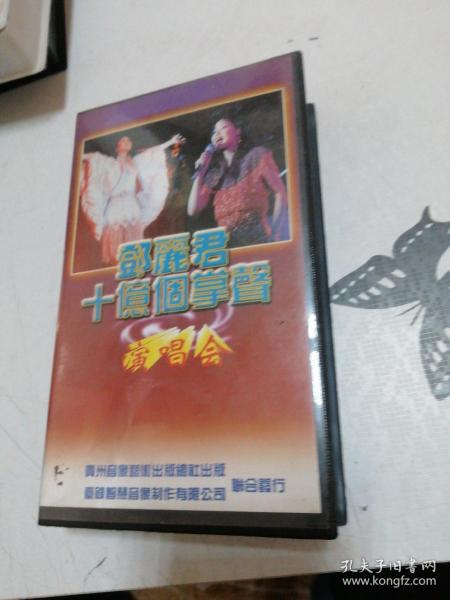 鄧麗君
十億個掌聲
演唱会
貴州音像藝術出版總社出版
智慧音像制作有限公司
聯合發行
孔夫子旧书网
www.kongfz.com